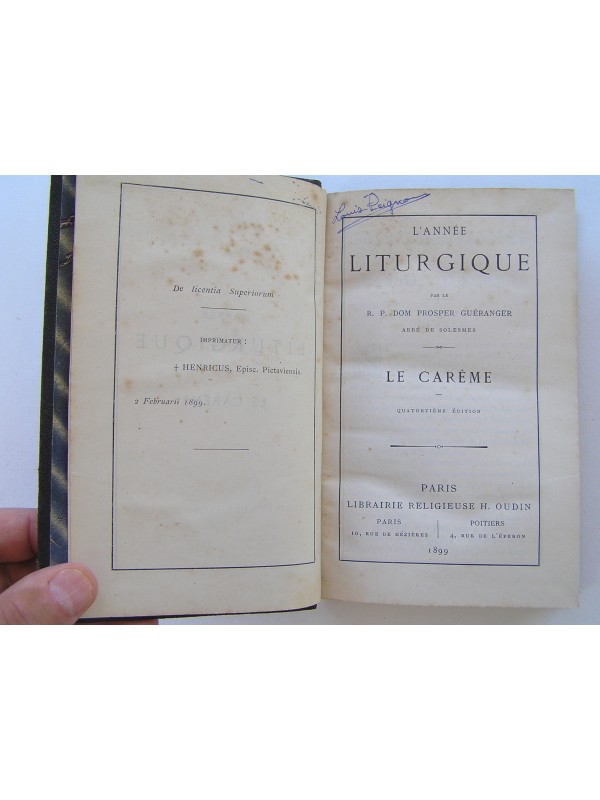 De licentia Superiorum
IMPRIMATUR :
† HENRICUS, Episc. Pictaviensis.
2 Februarii 1899.
Louis
L'ANNÉE
LITURGIQUE
PAR LE
R. P. DOM PROSPER GUÉRANGER
ABBÉ DE SOLESMES
LE CARÊME
QUATORZIÈME ÉDITION
PARIS
LIBRAIRIE RELIGIEUSE H. OUDIN
PARIS
10, RUE DE MÉZIÈRES
POITIERS
4, RUE DE L'ÉPERON
1899